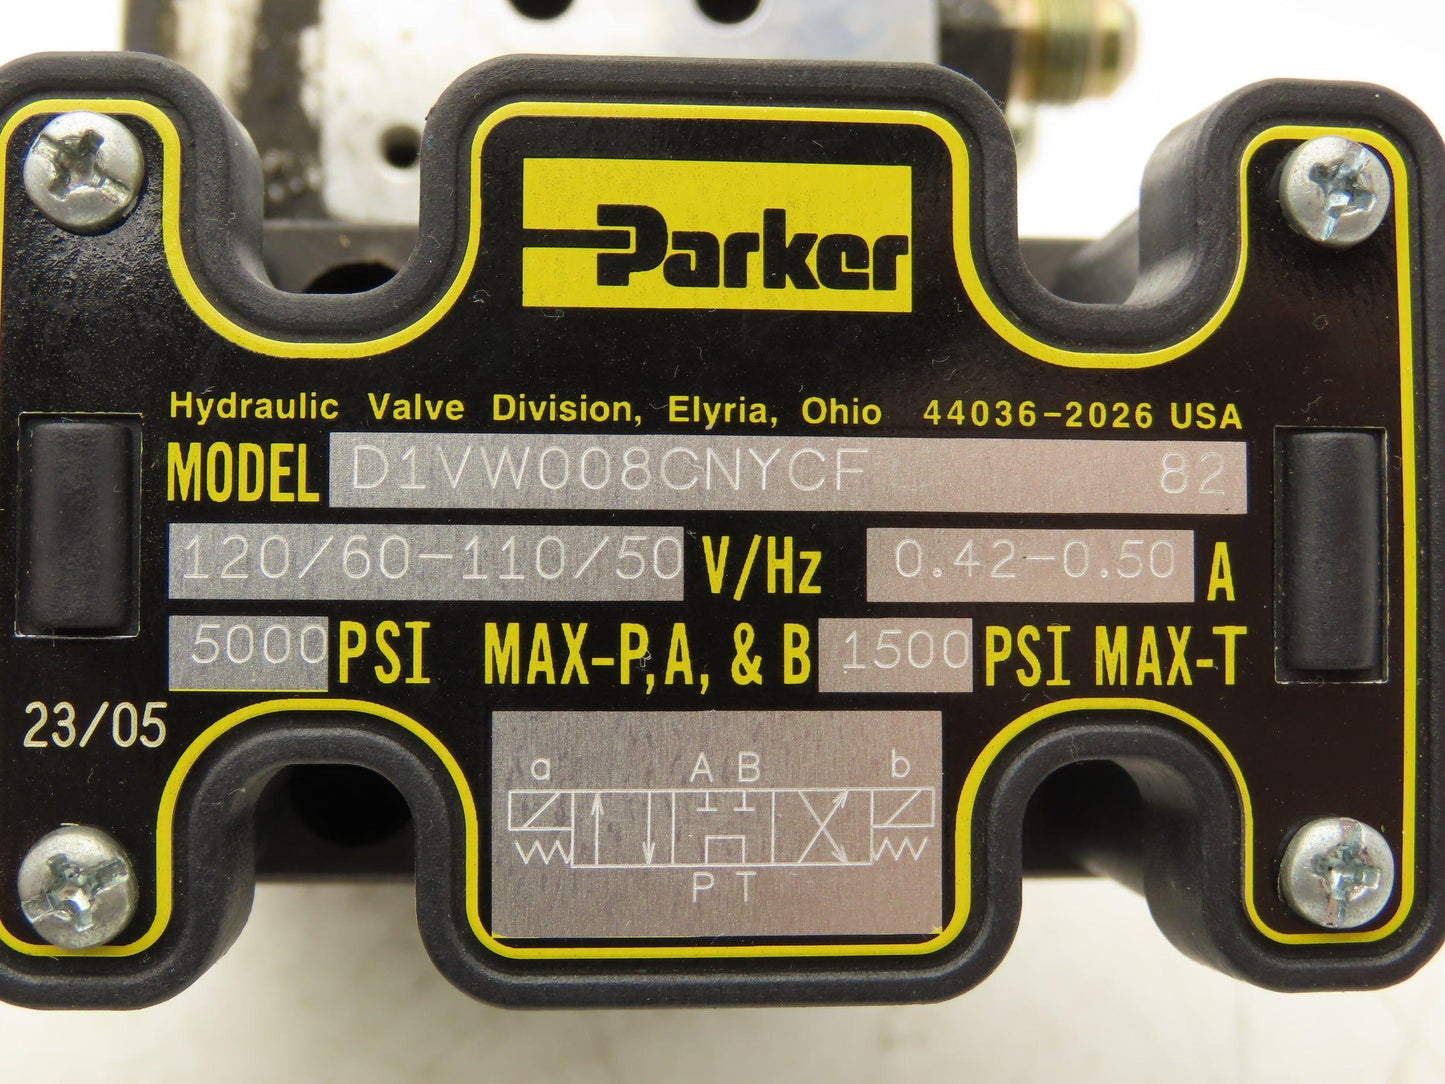 Parker
Hydraulic Valve Division, Elyria, Ohio 44036-2026 USA
MODEL D1VW008CNYCF 82
120/60-110/50 V/Hz 0.42-0.50 A
5000 PSI MAX-P, A, & B 1500 PSI MAX-T
23/05
a A B b
P T